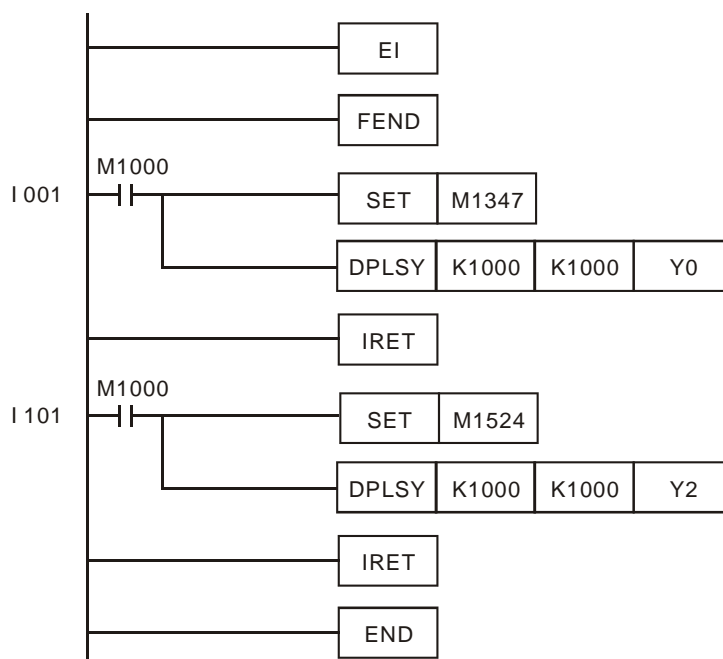 EI
FEND
M1000
I 001
SET M1347
DPLSY K1000 K1000 Y0
IRET
M1000
I 101
SET M1524
DPLSY K1000 K1000 Y2
IRET
END